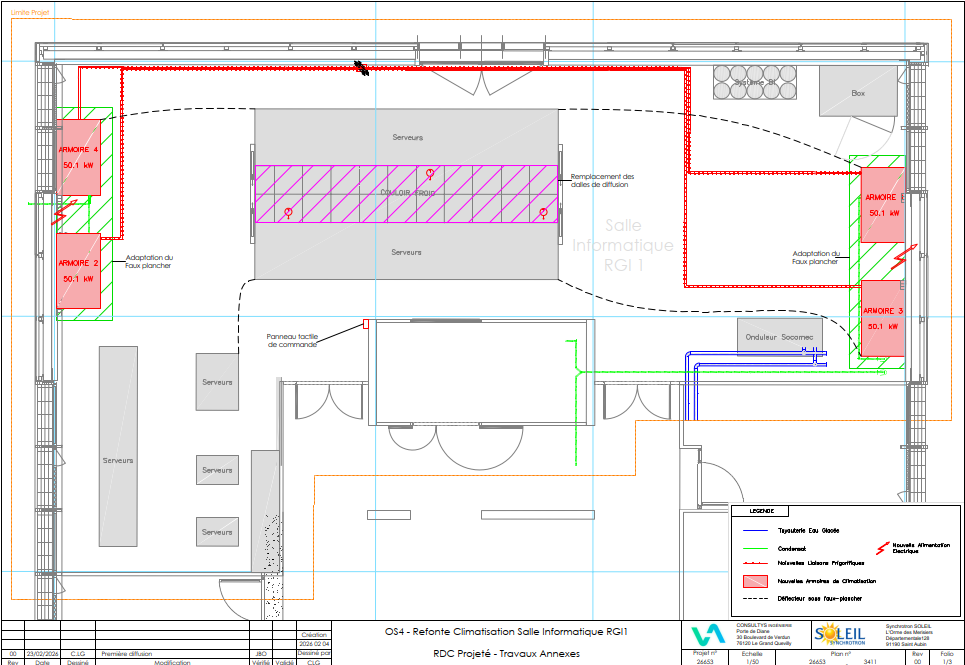 Limite Projet
Système EI
Box
Serveurs
ARMOIRE 4
50.1 kW
COULOIR FROID
Remplacement des
dalles de diffusion
ARMOIRE
50.1 kW
Salle
Informatique
RGI 1
Serveurs
Adaptation du
Faux plancher
ARMOIRE 2
50.1 kW
Adaptation du
Faux plancher
ARMOIRE 3
50.1 kW
Panneau tactile
de commande
Onduleur Socomec
Serveurs
Serveurs
Serveurs
Serveurs
LEGENDE
Tuyauterie Eau Glacée
Condensat
Nouvelle Alimentation
Electrique
Nouvelles Liaisons Frigorifiques
Nouvelles Armoires de Climatisation
Déflecteur sous faux-plancher
OS4 - Refonte Climatisation Salle Informatique RGI1
RDC Projeté - Travaux Annexes
Création
2026 02 04
Dessiné par
CLG
00 23/02/2026 C.LG Première diffusion JBO
Rev Date Dessiné Modification Vérifié Validé
CONSULTYS
Porte de Diane
20 Boulevard de Verdun
76120 Le Grand Quevilly
SOLEIL
SYNCHROTRON
Synchrotron SOLEIL
L'Orme des Merisiers
Départementale128
91190 Saint Aubin
Projet n° Echelle Plan n° Rev Folio
26653 1/50 26653 3411 00 1/3